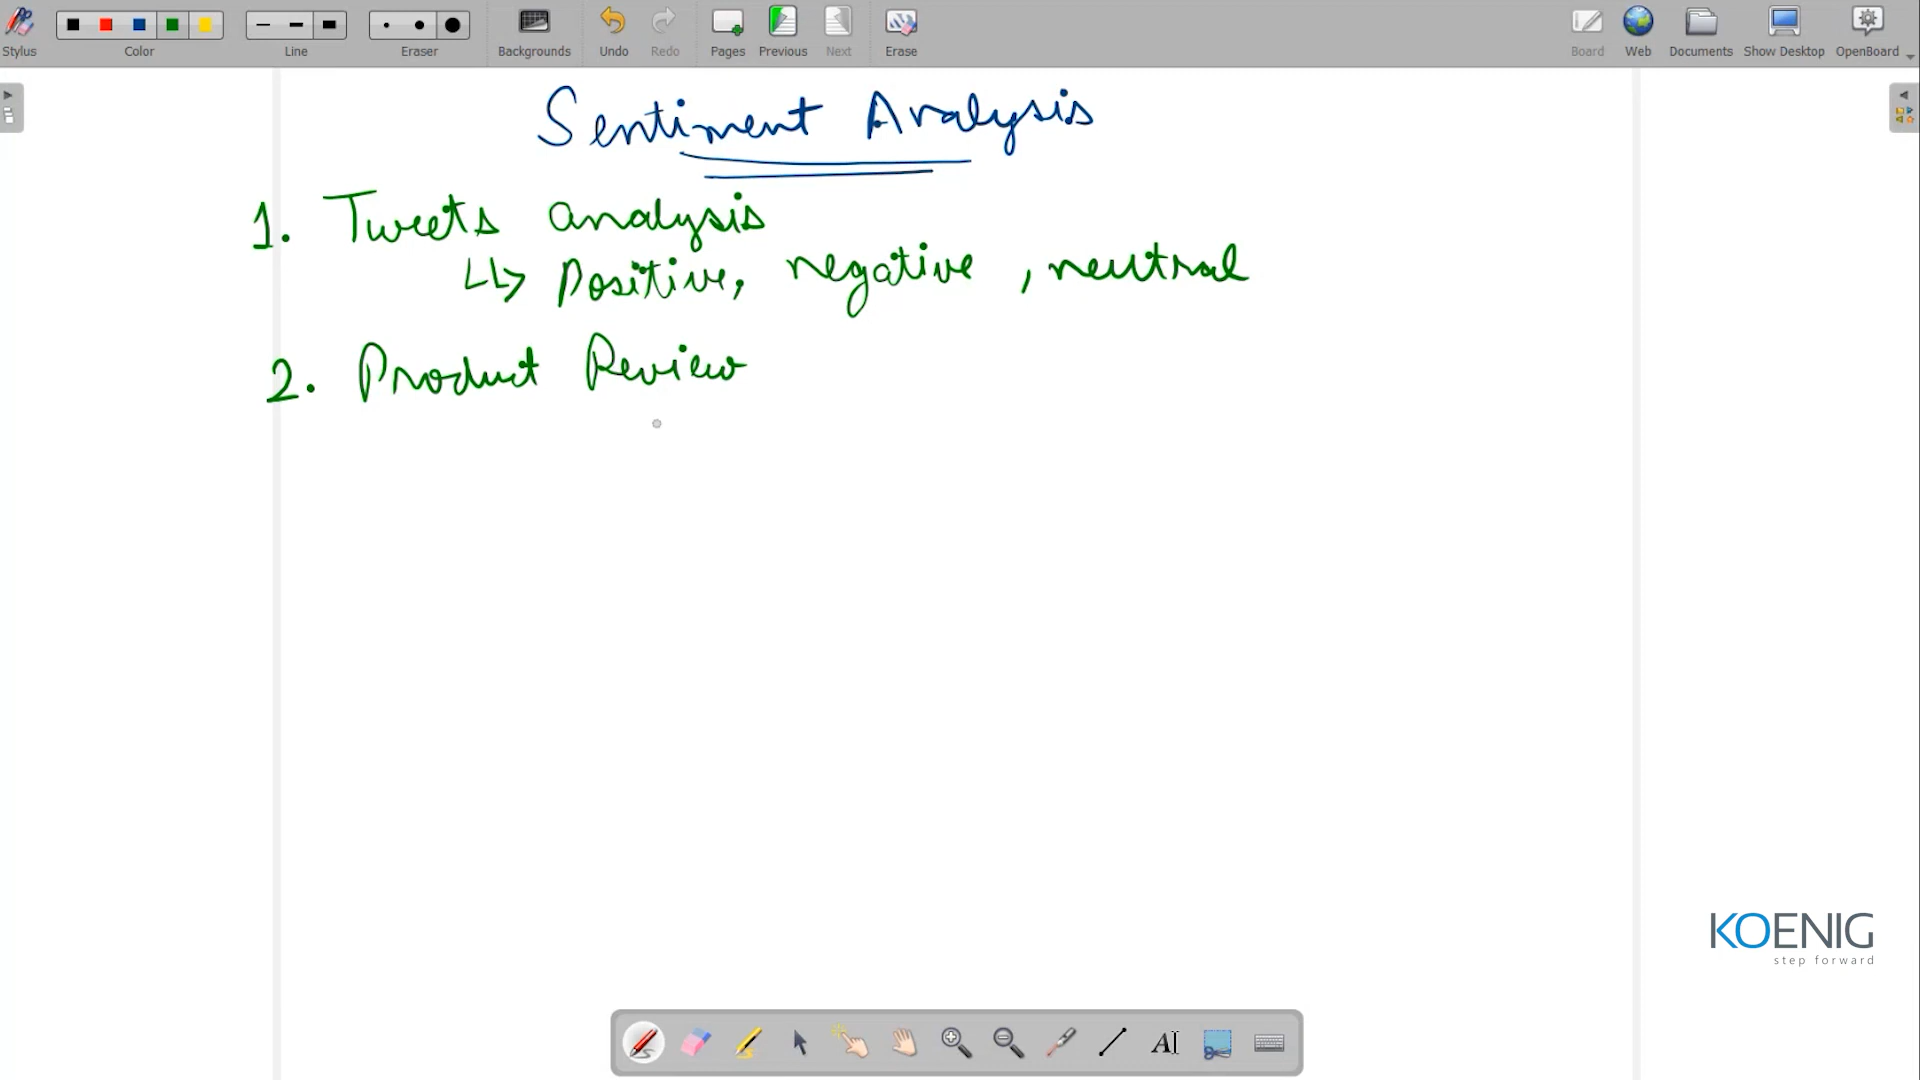 Stylus Color Line Eraser Backgrounds Undo Redo Pages Previous Next Erase Board Web Documents Show Desktop OpenBoard
Sentiment Analysis
1. Tweets analysis
Positive, negative, neutral
2. Product Review
KOENIG
step forward
AI